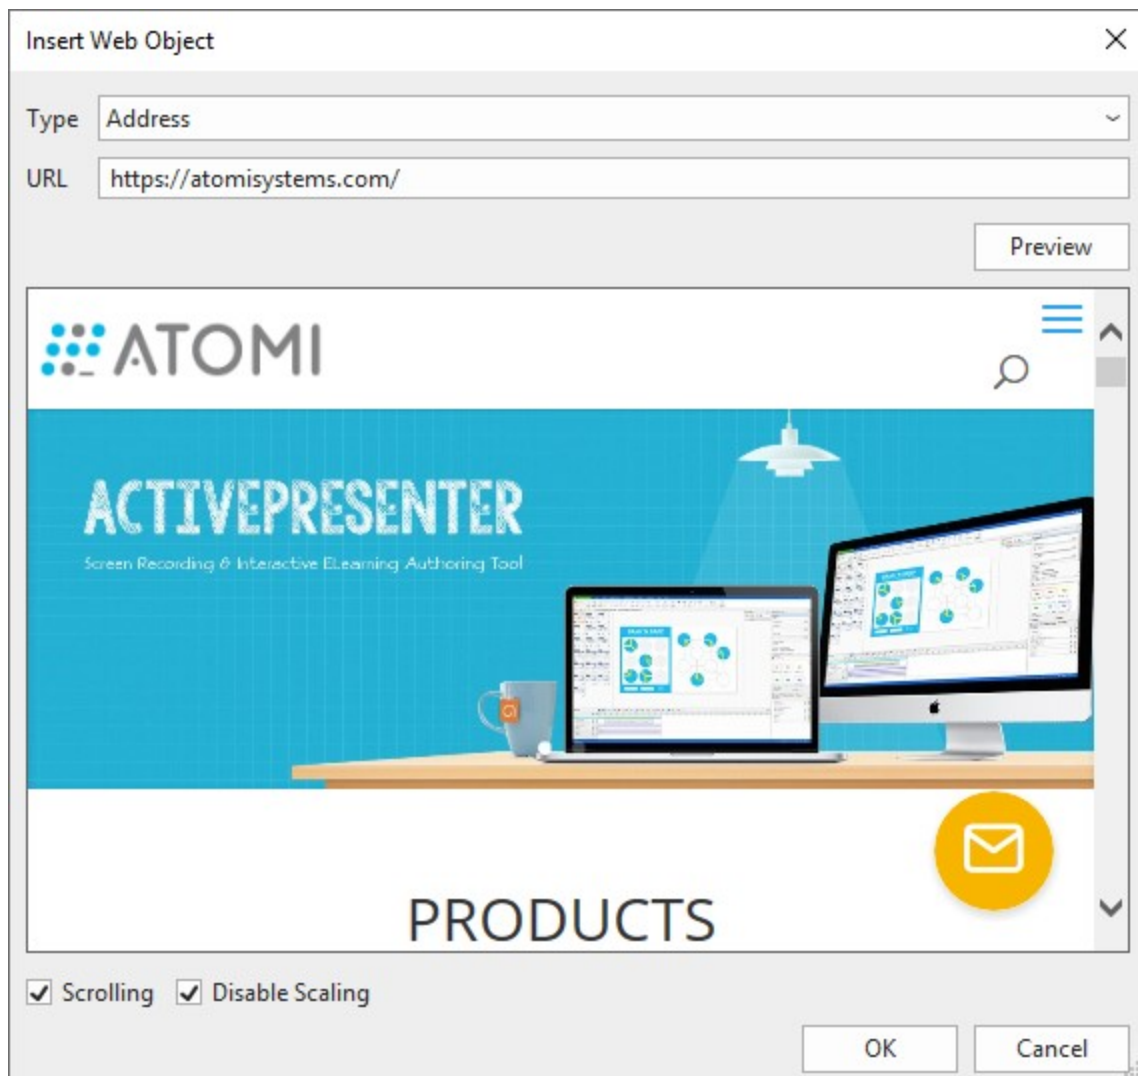 Insert Web Object
Type Address
URL https://atomisystems.com/
Preview
ATOMI
ACTIVEPRESENTER
Screen Recording & Interactive ELearning Authoring Tool
PRODUCTS
Scrolling Disable Scaling
OK Cancel